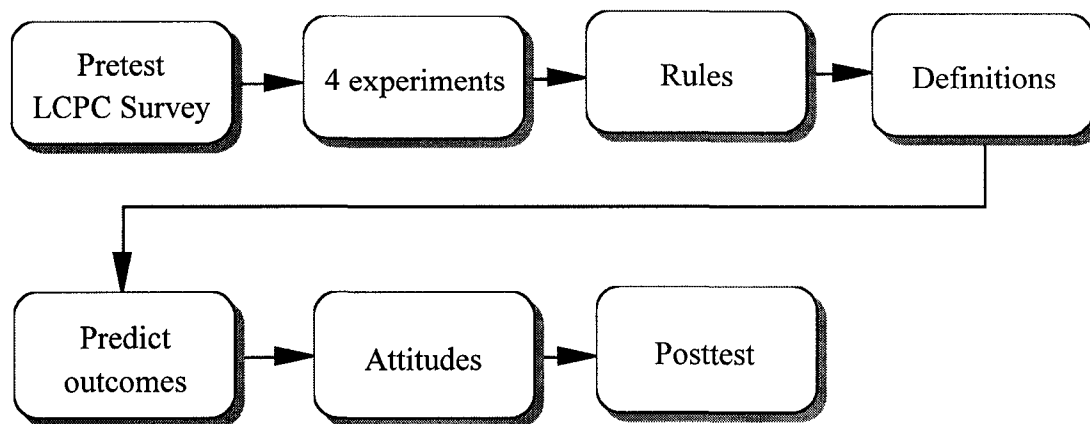 Pretest
LCPC Survey
4 experiments
Rules
Definitions
Predict
outcomes
Attitudes
Posttest